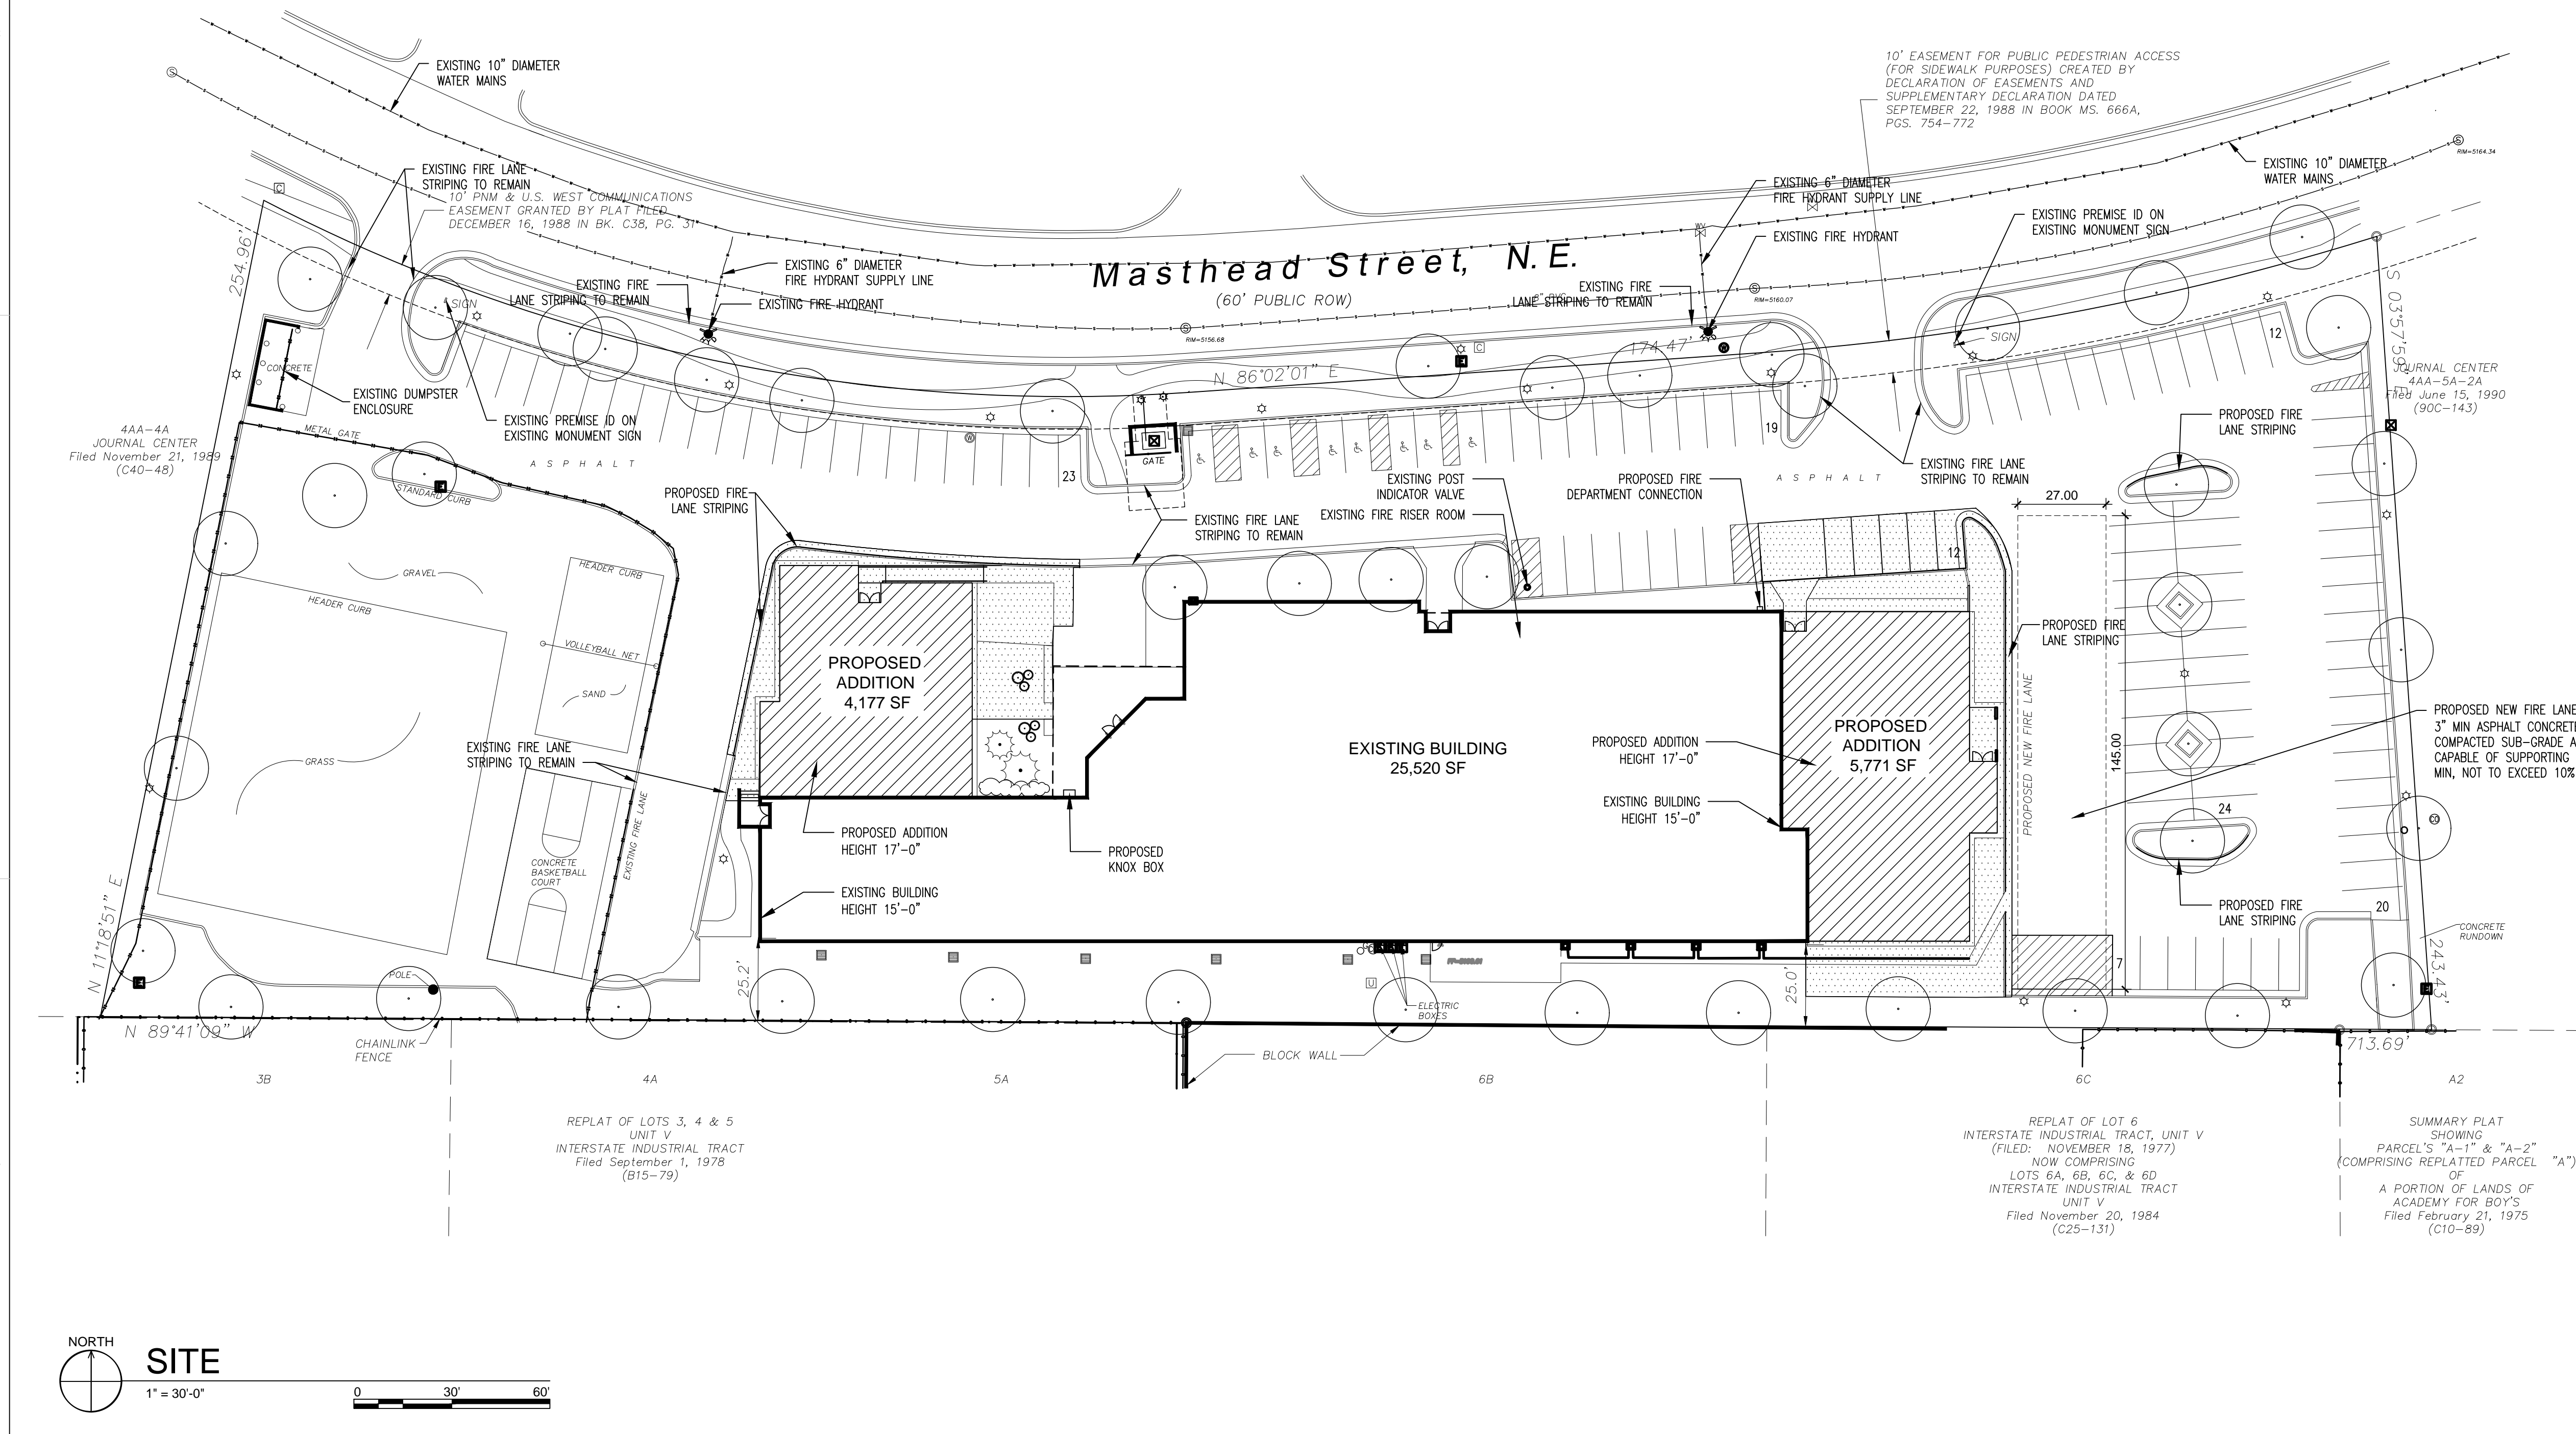 EXISTING 10" DIAMETER
WATER MAINS
10' EASEMENT FOR PUBLIC PEDESTRIAN ACCESS
(FOR SIDEWALK PURPOSES) CREATED BY
DECLARATION OF EASEMENTS AND
SUPPLEMENTARY DECLARATION DATED
SEPTEMBER 22, 1988 IN BOOK MS. 666A,
PGS. 754-772
S
S
RIM=5164.34
EXISTING 10" DIAMETER
WATER MAINS
EXISTING FIRE LANE
STRIPING TO REMAIN
10' PNM & U.S. WEST COMMUNICATIONS
EASEMENT GRANTED BY PLAT FILED
DECEMBER 16, 1988 IN BK. C38, PG. 31
C
EXISTING 6" DIAMETER
FIRE HYDRANT SUPPLY LINE
EXISTING PREMISE ID ON
EXISTING MONUMENT SIGN
EXISTING FIRE HYDRANT
WV
254.96'
Masthead Street, N.E.
(60' PUBLIC ROW)
EXISTING 6" DIAMETER
FIRE HYDRANT SUPPLY LINE
EXISTING FIRE
LANE STRIPING TO REMAIN
EXISTING FIRE HYDRANT
EXISTING FIRE
LANE STRIPING TO REMAIN
S
RIM=5160.07
S
RIM=5156.68
SIGN
SIGN
S 03°57'59" E
12
174.47'
N 86°02'01" E
C
CONCRETE
EXISTING DUMPSTER
ENCLOSURE
EXISTING PREMISE ID ON
EXISTING MONUMENT SIGN
JOURNAL CENTER
4AA-5A-2A
Filed June 15, 1990
(90C-143)
PROPOSED FIRE
LANE STRIPING
4AA-4A
JOURNAL CENTER
Filed November 21, 1989
(C40-48)
METAL GATE
ASPHALT
STANDARD CURB
23
GATE
19
W
ASPHALT
EXISTING FIRE LANE
STRIPING TO REMAIN
PROPOSED FIRE
LANE STRIPING
EXISTING FIRE LANE
STRIPING TO REMAIN
EXISTING POST
INDICATOR VALVE
EXISTING FIRE RISER ROOM
PROPOSED FIRE
DEPARTMENT CONNECTION
27.00
12
GRAVEL
HEADER CURB
HEADER CURB
VOLLEYBALL NET
SAND
GRASS
PROPOSED
ADDITION
4,177 SF
PROPOSED FIRE
LANE STRIPING
PROPOSED NEW FIRE LANE
145.00
PROPOSED NEW FIRE LANE
3" MIN ASPHALT CONCRETE
COMPACTED SUB-GRADE A
CAPABLE OF SUPPORTING
MIN, NOT TO EXCEED 10%
EXISTING FIRE LANE
STRIPING TO REMAIN
EXISTING BUILDING
25,520 SF
PROPOSED ADDITION
HEIGHT 17'-0"
PROPOSED
ADDITION
5,771 SF
EXISTING BUILDING
HEIGHT 15'-0"
24
CO
EXISTING FIRE LANE
PROPOSED ADDITION
HEIGHT 17'-0"
PROPOSED
KNOX BOX
CONCRETE
BASKETBALL
COURT
EXISTING BUILDING
HEIGHT 15'-0"
PROPOSED FIRE
LANE STRIPING
20
CONCRETE
RUNDOWN
N 11°18'51" E
25.2'
25.0'
7
243.43'
POLE
U
ELECTRIC
BOXES
N 89°41'09" W
CHAINLINK
FENCE
BLOCK WALL
713.69'
3B
4A
5A
6B
6C
A2
REPLAT OF LOTS 3, 4 & 5
UNIT V
INTERSTATE INDUSTRIAL TRACT
Filed September 1, 1978
(B15-79)
REPLAT OF LOT 6
INTERSTATE INDUSTRIAL TRACT, UNIT V
(FILED: NOVEMBER 18, 1977)
NOW COMPRISING
LOTS 6A, 6B, 6C, & 6D
INTERSTATE INDUSTRIAL TRACT
UNIT V
Filed November 20, 1984
(C25-131)
SUMMARY PLAT
SHOWING
PARCEL'S "A-1" & "A-2"
(COMPRISING REPLATTED PARCEL "A")
OF
A PORTION OF LANDS OF
ACADEMY FOR BOY'S
Filed February 21, 1975
(C10-89)
NORTH
SITE
1" = 30'-0"
0 30' 60'